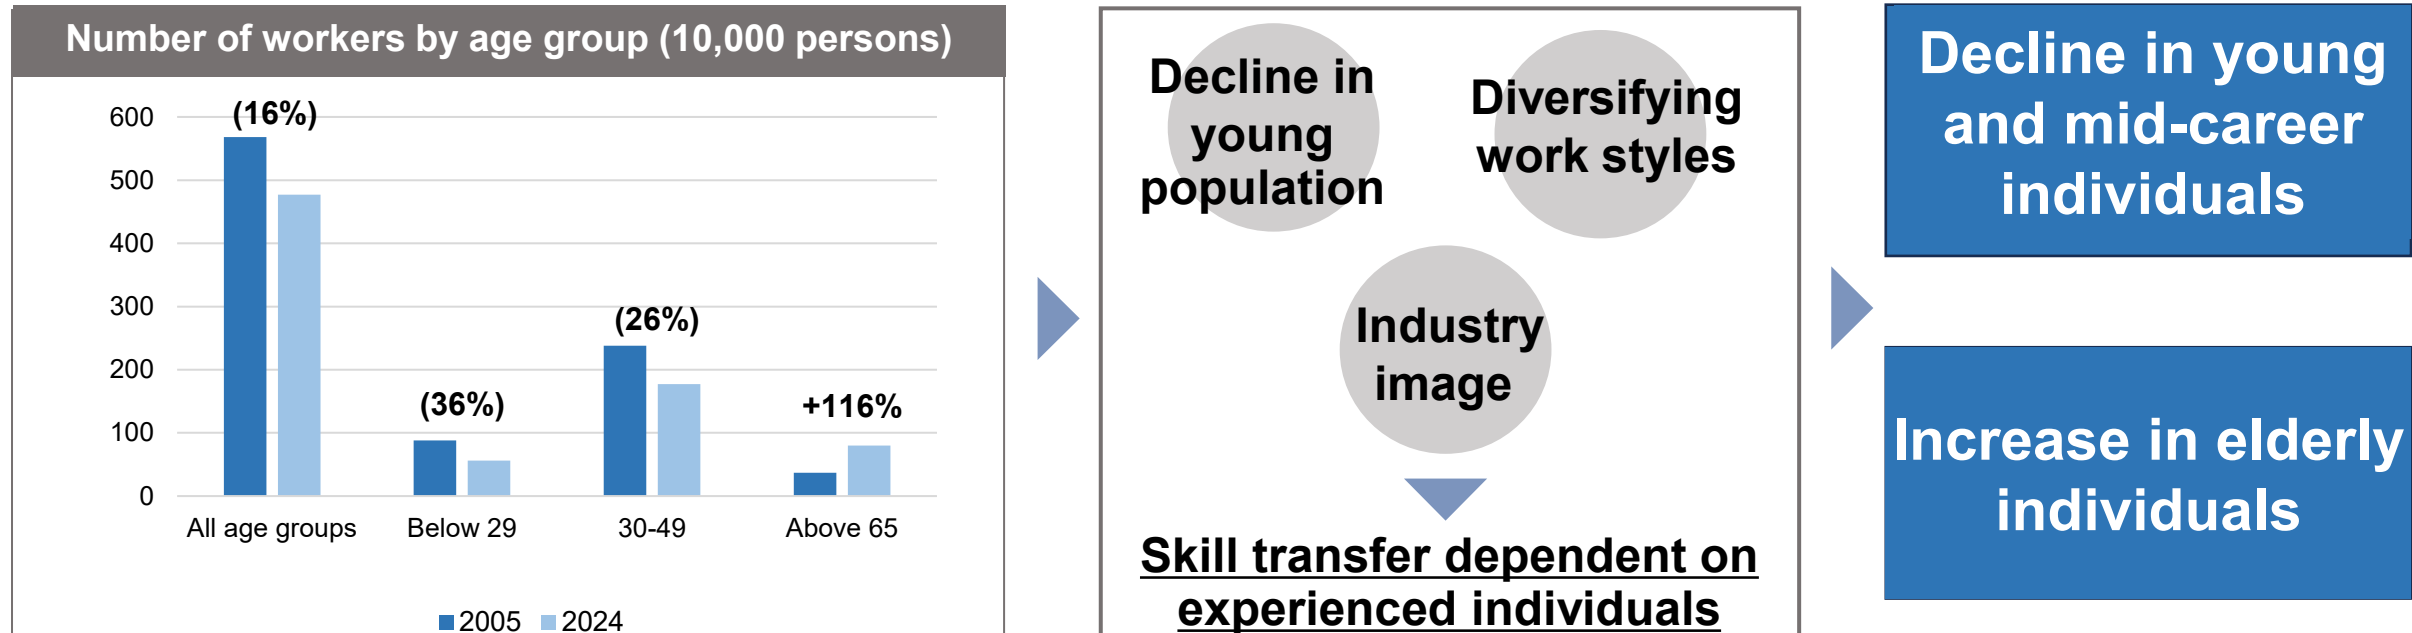 Number of workers by age group (10,000 persons)
600
500
400
300
200
100
0
(16%)
(36%)
(26%)
+116%
All age groups
Below 29
30-49
Above 65
2005
2024
Decline in
young
population
Diversifying
work styles
Industry
image
Skill transfer dependent on
experienced individuals
Decline in young
and mid-career
individuals
Increase in elderly
individuals